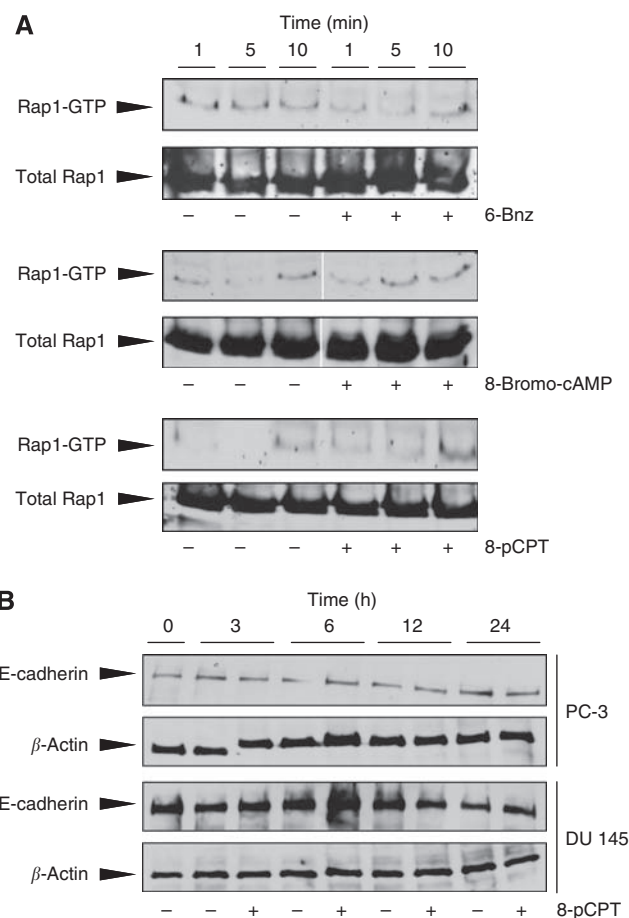 A
Time (min)
1 5 10 1 5 10
Rap1-GTP
Total Rap1
– – – + + + 6-Bnz
Rap1-GTP
Total Rap1
– – – + + + 8-Bromo-cAMP
Rap1-GTP
Total Rap1
– – – + + + 8-pCPT
B
Time (h)
0 3 6 12 24
E-cadherin
β-Actin
PC-3
E-cadherin
β-Actin
DU 145
– – + – + – + – + 8-pCPT